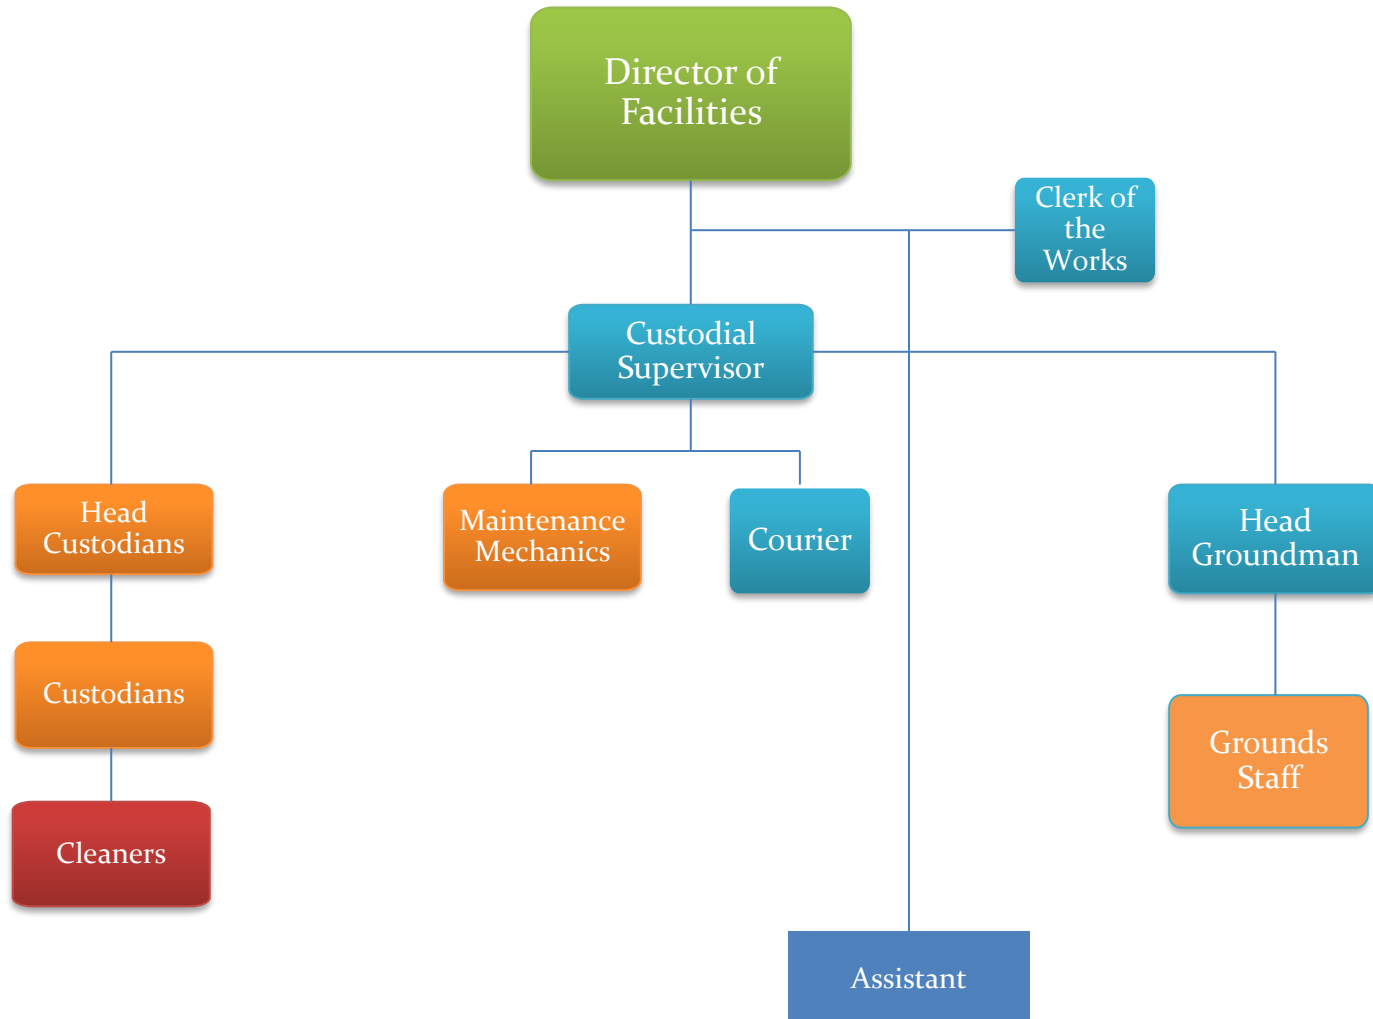 Director of
Facilities
Clerk of
the
Works
Custodial
Supervisor
Head
Custodians
Maintenance
Mechanics
Courier
Head
Groundman
Custodians
Grounds
Staff
Cleaners
Assistant